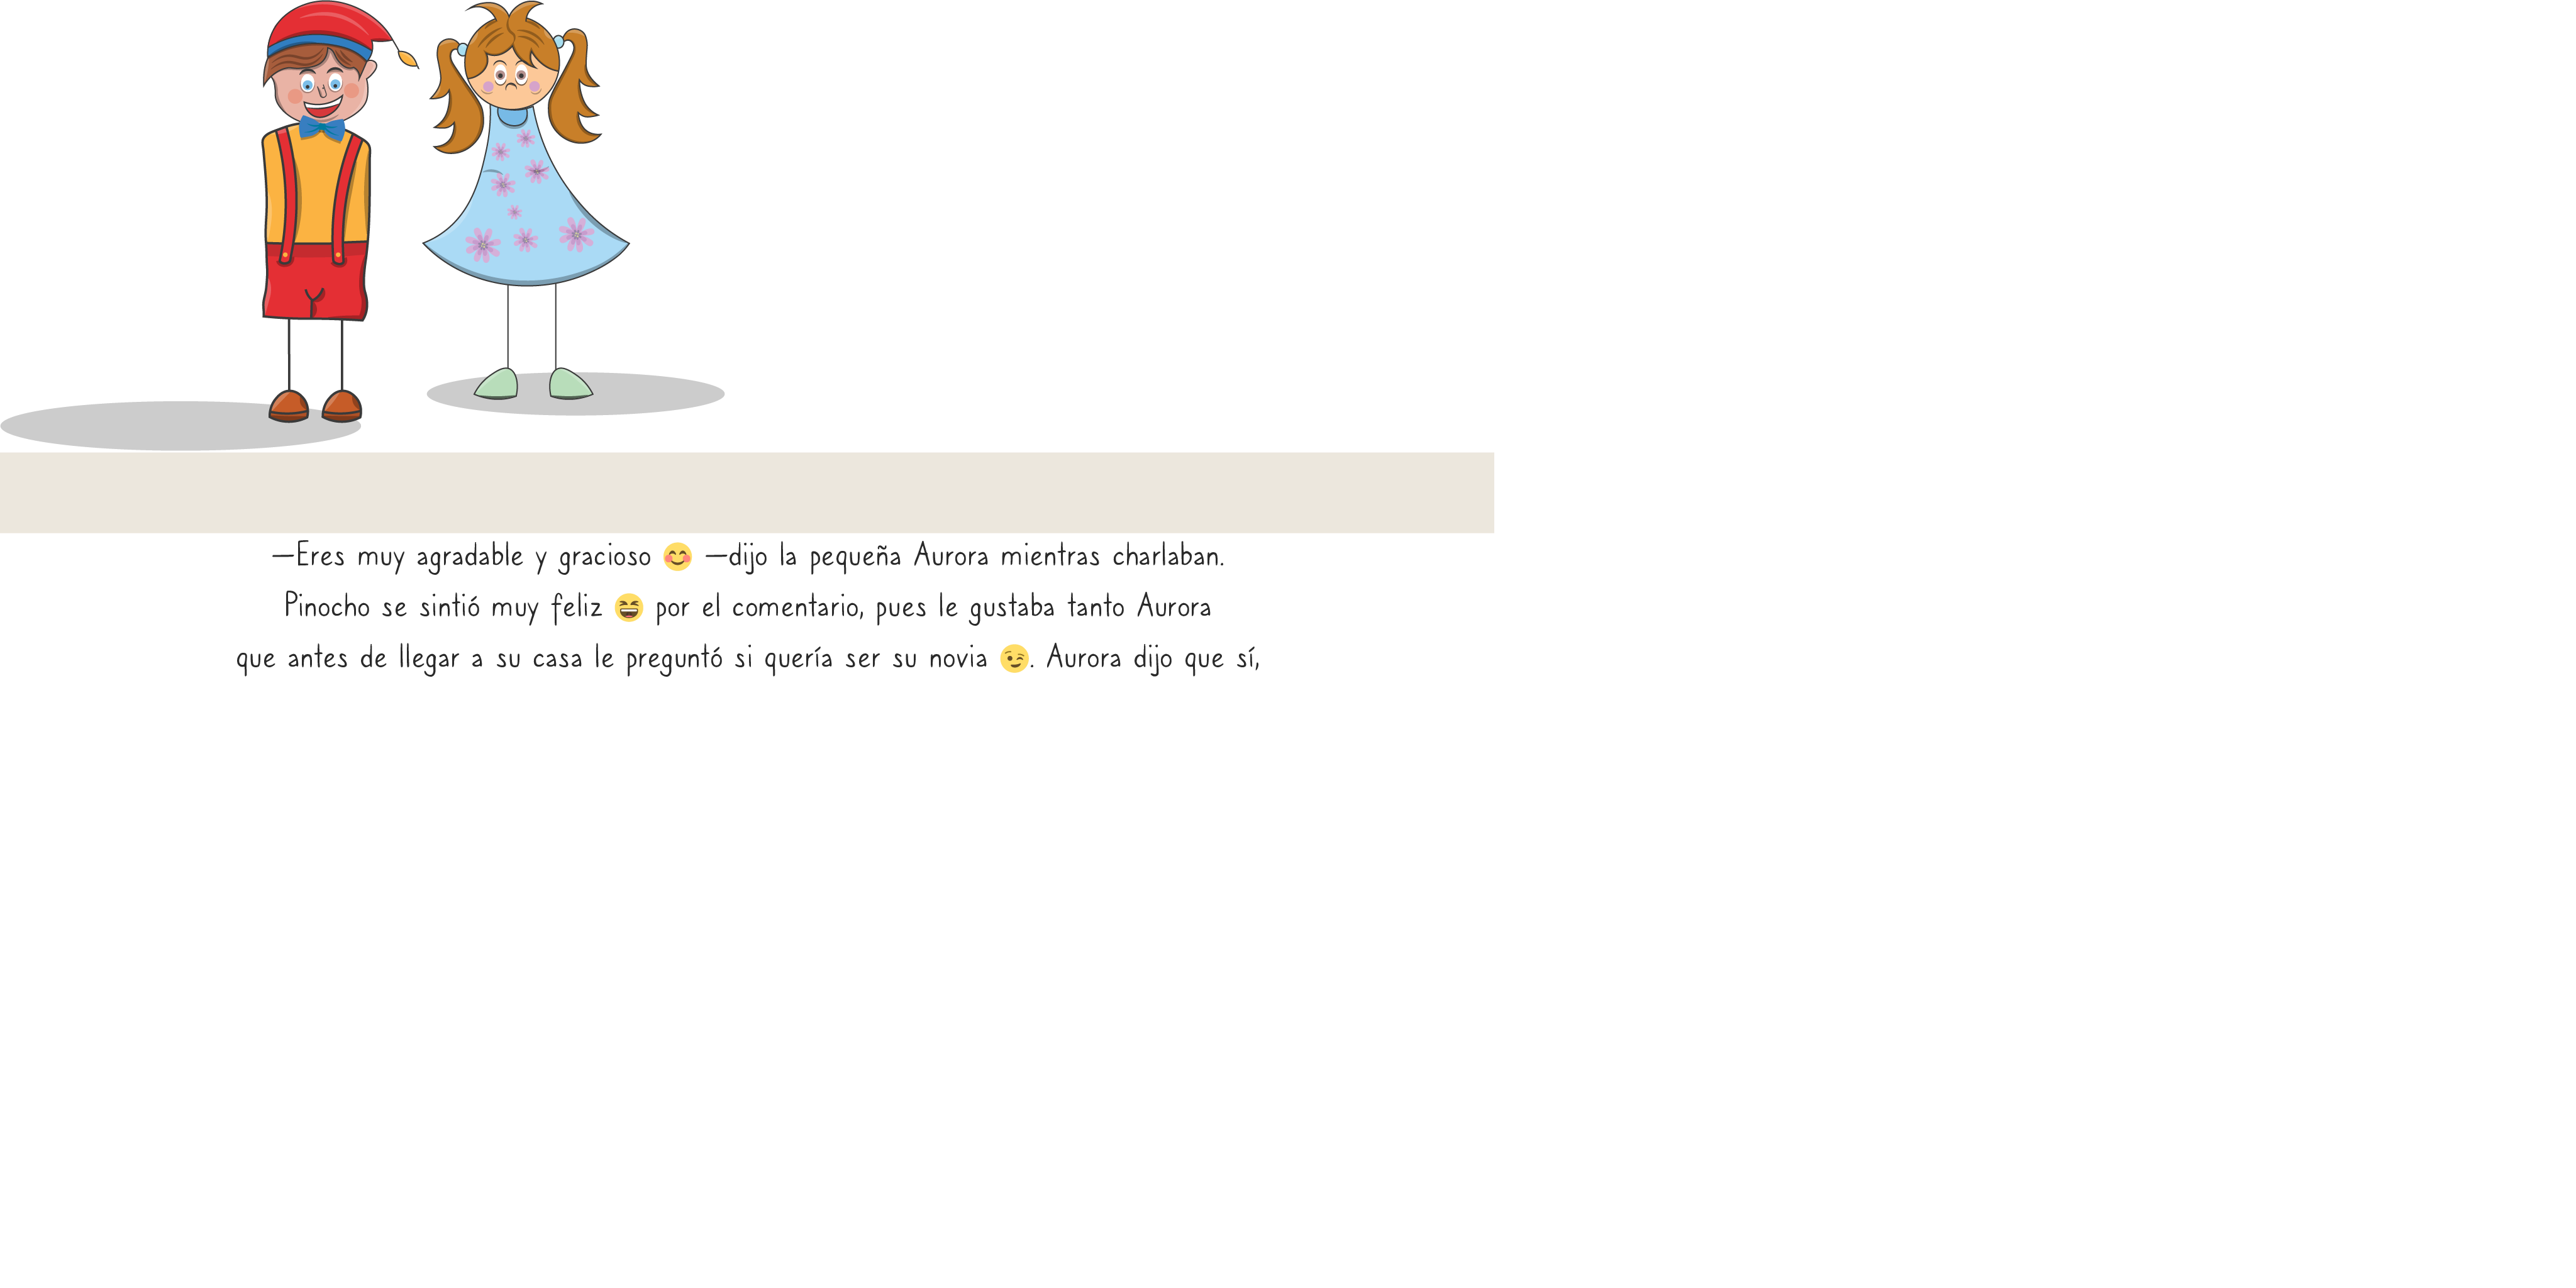 —Eres muy agradable y gracioso 😊 —dijo la pequeña Aurora mientras charlaban.
Pinocho se sintió muy feliz 😆 por el comentario, pues le gustaba tanto Aurora
que antes de llegar a su casa le preguntó si quería ser su novia 😉. Aurora dijo que sí,